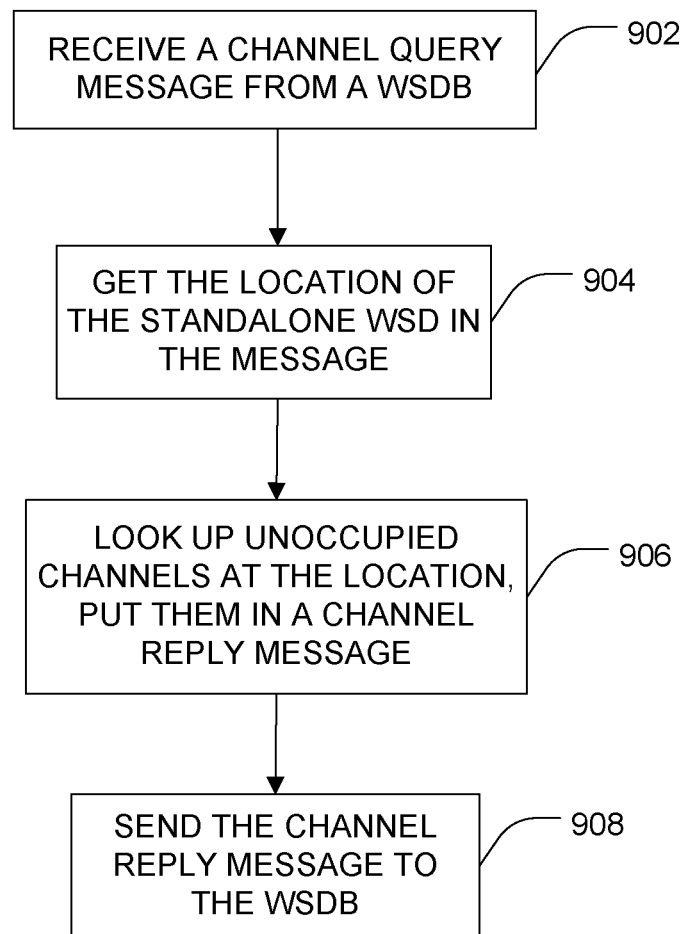 RECEIVE A CHANNEL QUERY
MESSAGE FROM A WSDB
902
GET THE LOCATION OF
THE STANDALONE WSD IN
THE MESSAGE
904
LOOK UP UNOCCUPIED
CHANNELS AT THE LOCATION,
PUT THEM IN A CHANNEL
REPLY MESSAGE
906
SEND THE CHANNEL
REPLY MESSAGE TO
THE WSDB
908